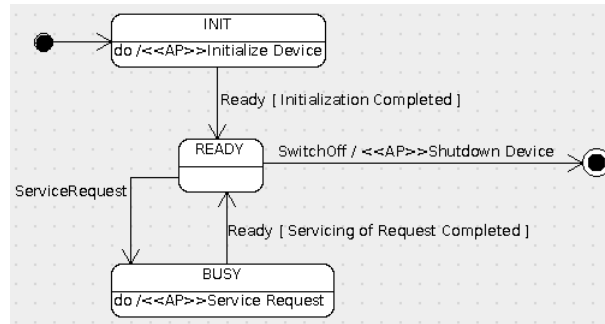 INIT
do /<<AP>>Initialize Device
Ready [ Initialization Completed ]
READY
SwitchOff / <<AP>>Shutdown Device
ServiceRequest
Ready [ Servicing of Request Completed ]
BUSY
do /<<AP>>Service Request